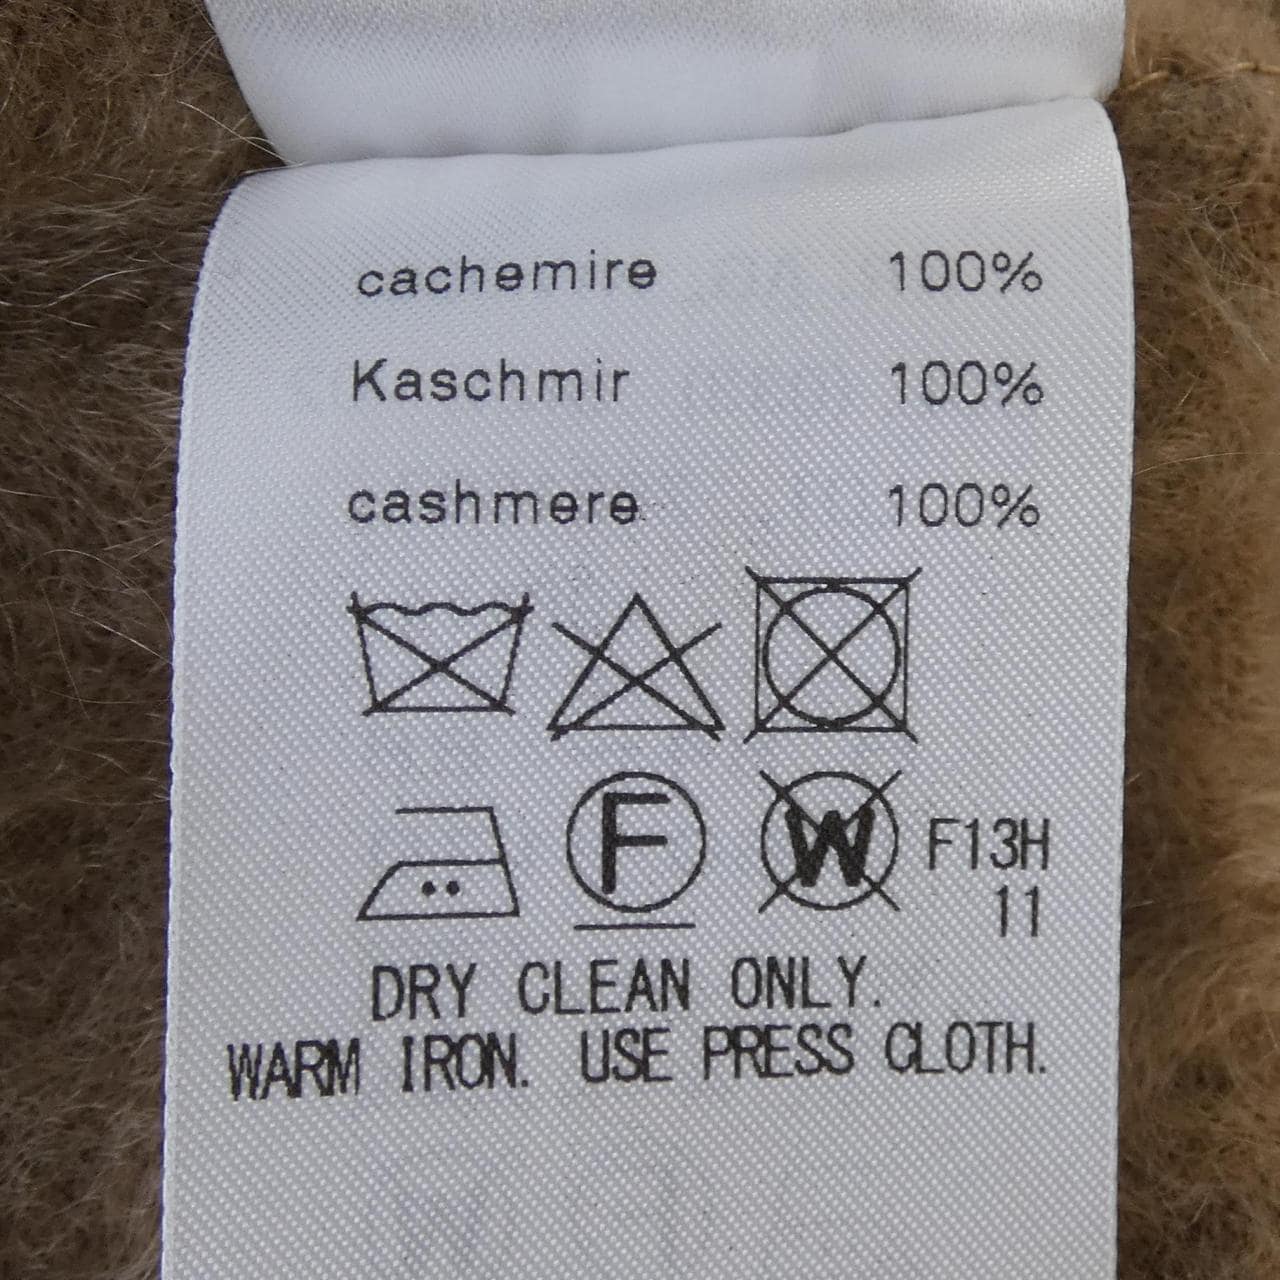 cachemire 100%
Kaschmir 100%
cashmere 100%
F W F13H
11
DRY CLEAN ONLY.
WARM IRON. USE PRESS CLOTH.